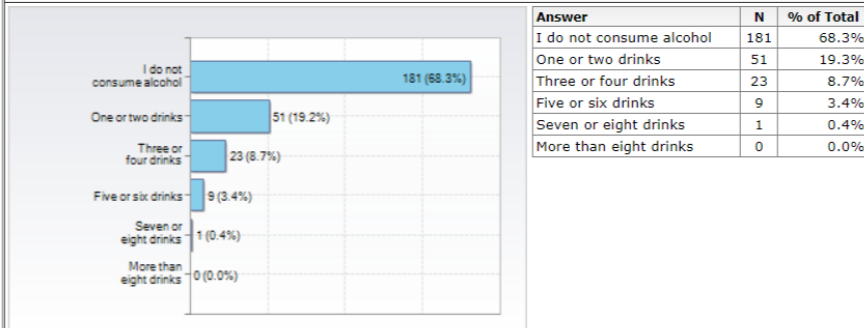 I do not
consume alcohol
181 (68.3%)
One or two drinks
51 (19.2%)
Three or
four drinks
23 (8.7%)
Five or six drinks
9 (3.4%)
Seven or
eight drinks
1 (0.4%)
More than
eight drinks
0 (0.0%)
Answer N % of Total
I do not consume alcohol 181 68.3%
One or two drinks 51 19.3%
Three or four drinks 23 8.7%
Five or six drinks 9 3.4%
Seven or eight drinks 1 0.4%
More than eight drinks 0 0.0%